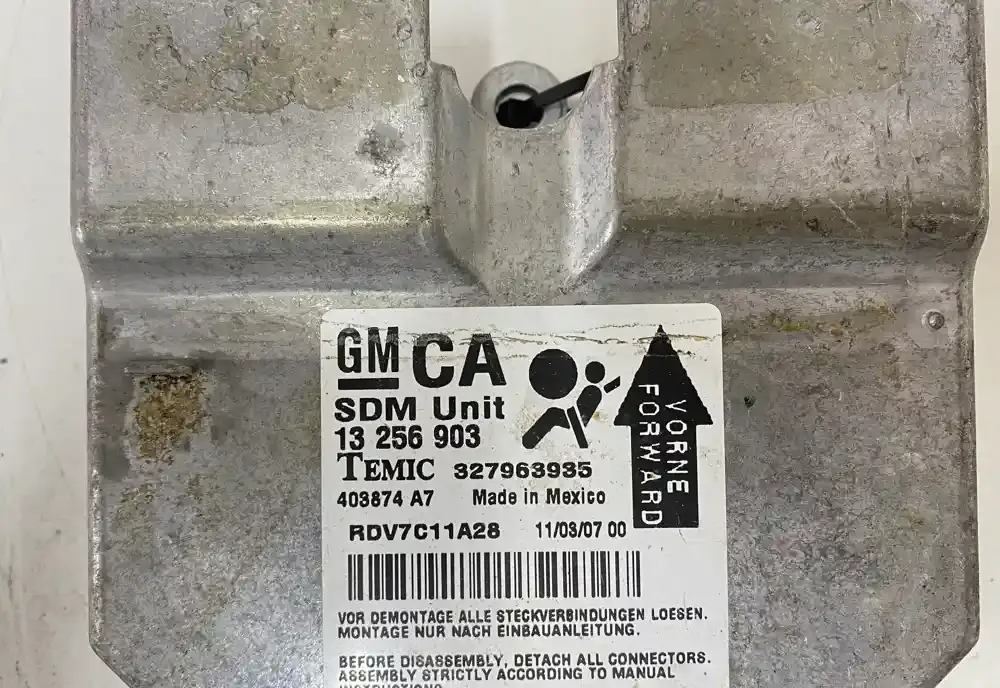 GM CA
SDM Unit
13 256 903
TEMIC 327963935
403874 A7 Made in Mexico
RDV7C11A28 11/03/07 00
VORNE
FORWARD
VOR DEMONTAGE ALLE STECKVERBINDUNGEN LOESEN.
MONTAGE NUR NACH EINBAUANLEITUNG.
BEFORE DISASSEMBLY, DETACH ALL CONNECTORS.
ASSEMBLY STRICTLY ACCORDING TO MANUAL